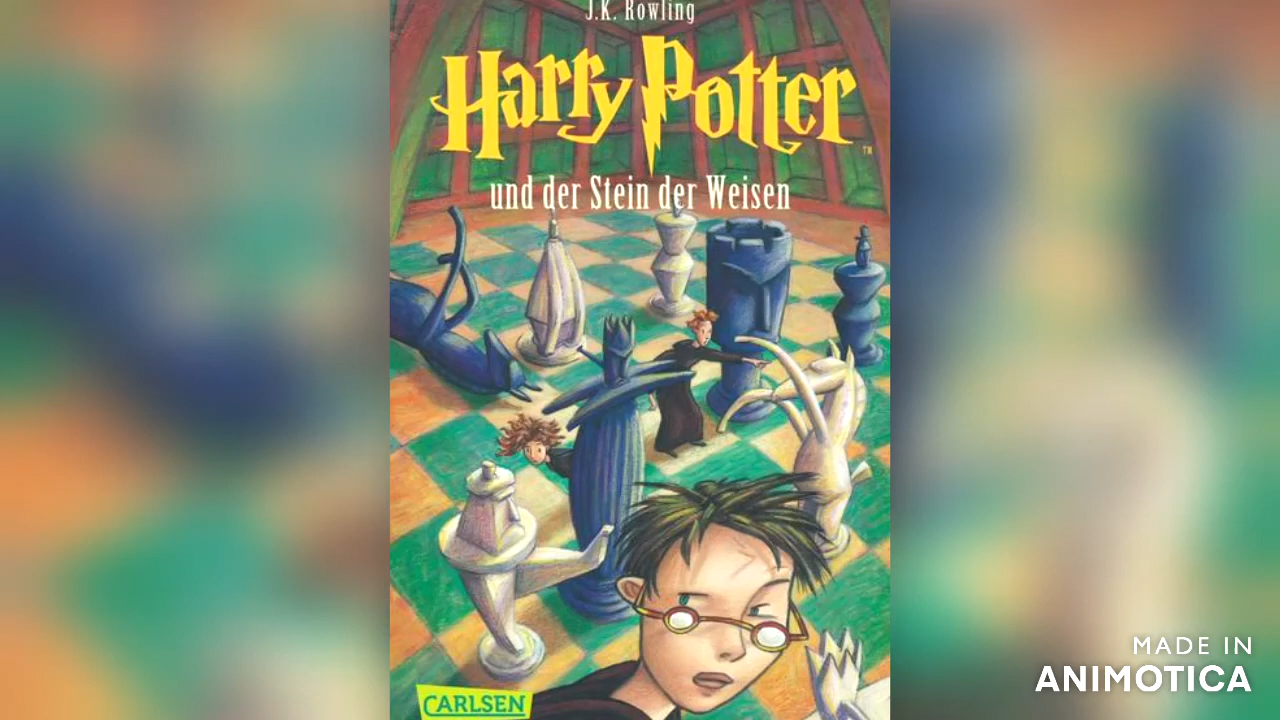 J.K. Rowling
Harry Potter
TM
und der Stein der Weisen
CARLSEN
MADE IN
ANIMOTICA